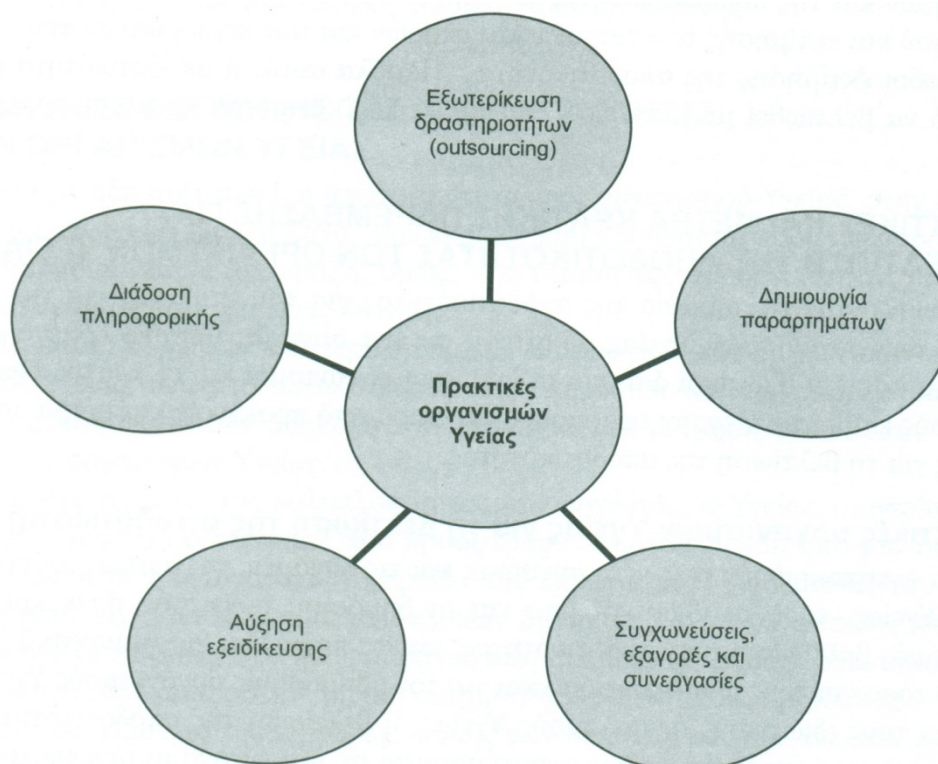 Εξωτερίκευση
δραστηριοτήτων
(outsourcing)
Διάδοση
πληροφορικής
Δημιουργία
παραρτημάτων
Πρακτικές
οργανισμών
Υγείας
Αύξηση
εξειδίκευσης
Συγχωνεύσεις,
εξαγορές και
συνεργασίες